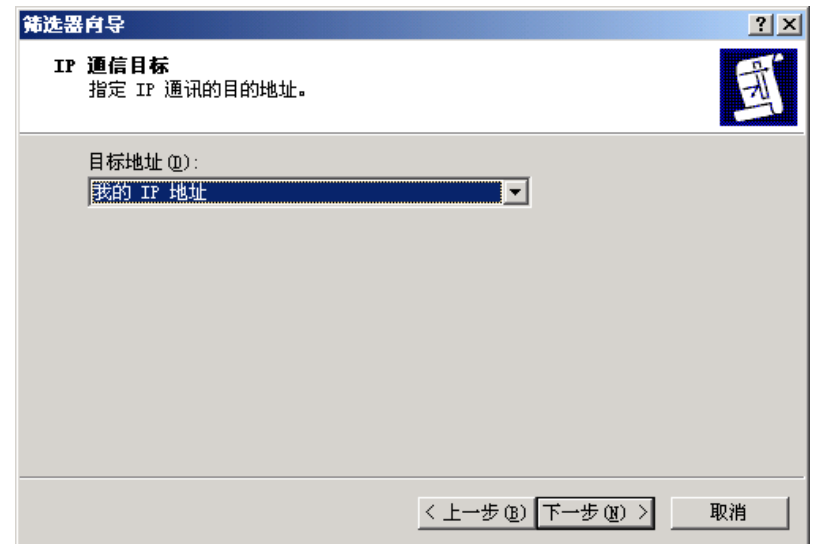 筛选器向导
IP 通信目标
指定 IP 通讯的目的地址。
目标地址(D):
我的 IP 地址
< 上一步(B) 下一步(N) > 取消